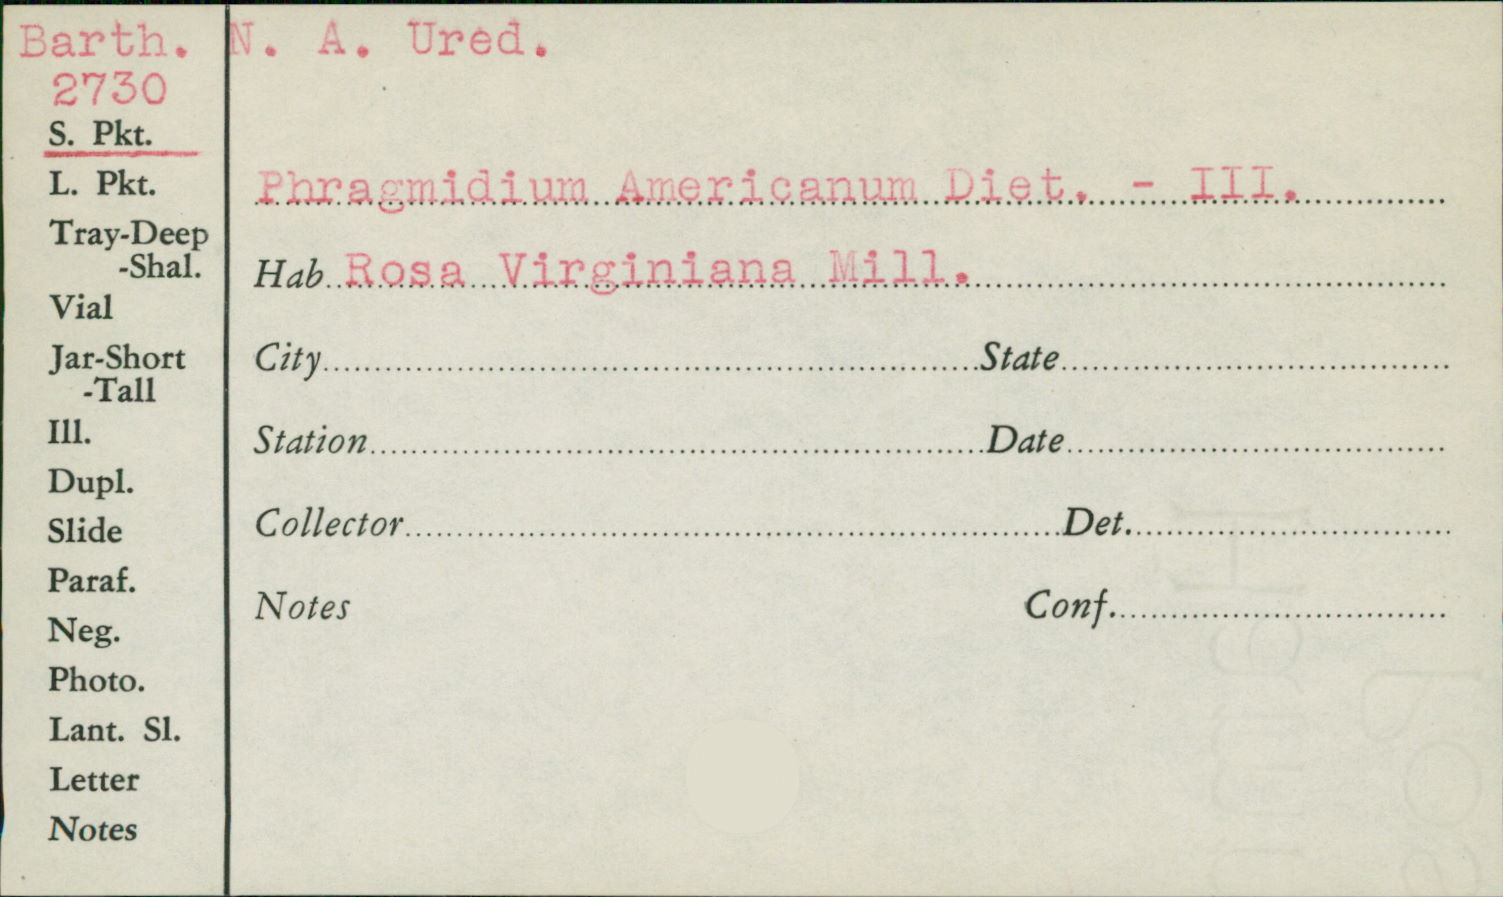 Barth. N. A. Ured.
2730
S. Pkt.
L. Pkt.
Tray-Deep
-Shal.
Vial
Jar-Short
-Tall
Ill.
Dupl.
Slide
Paraf.
Neg.
Photo.
Lant. Sl.
Letter
Notes
Phragmidium Americanum Diet. - III.
Hab. Rosa Virginiana Mill.
City State
Station Date
Collector Det.
Notes Conf.